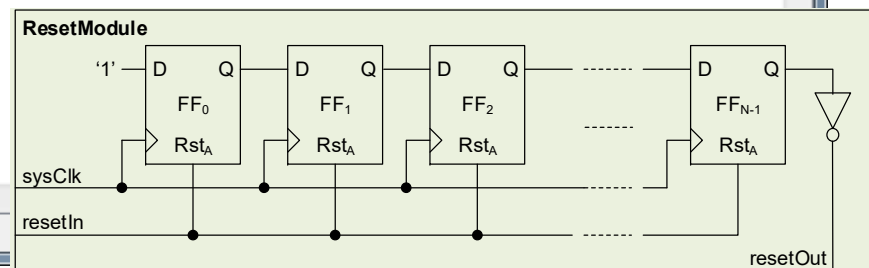 ResetModule
‘1’ D Q D Q D Q D Q
FF0 FF1 FF2 FFN-1
RstA RstA RstA RstA
sysClk
resetIn
resetOut